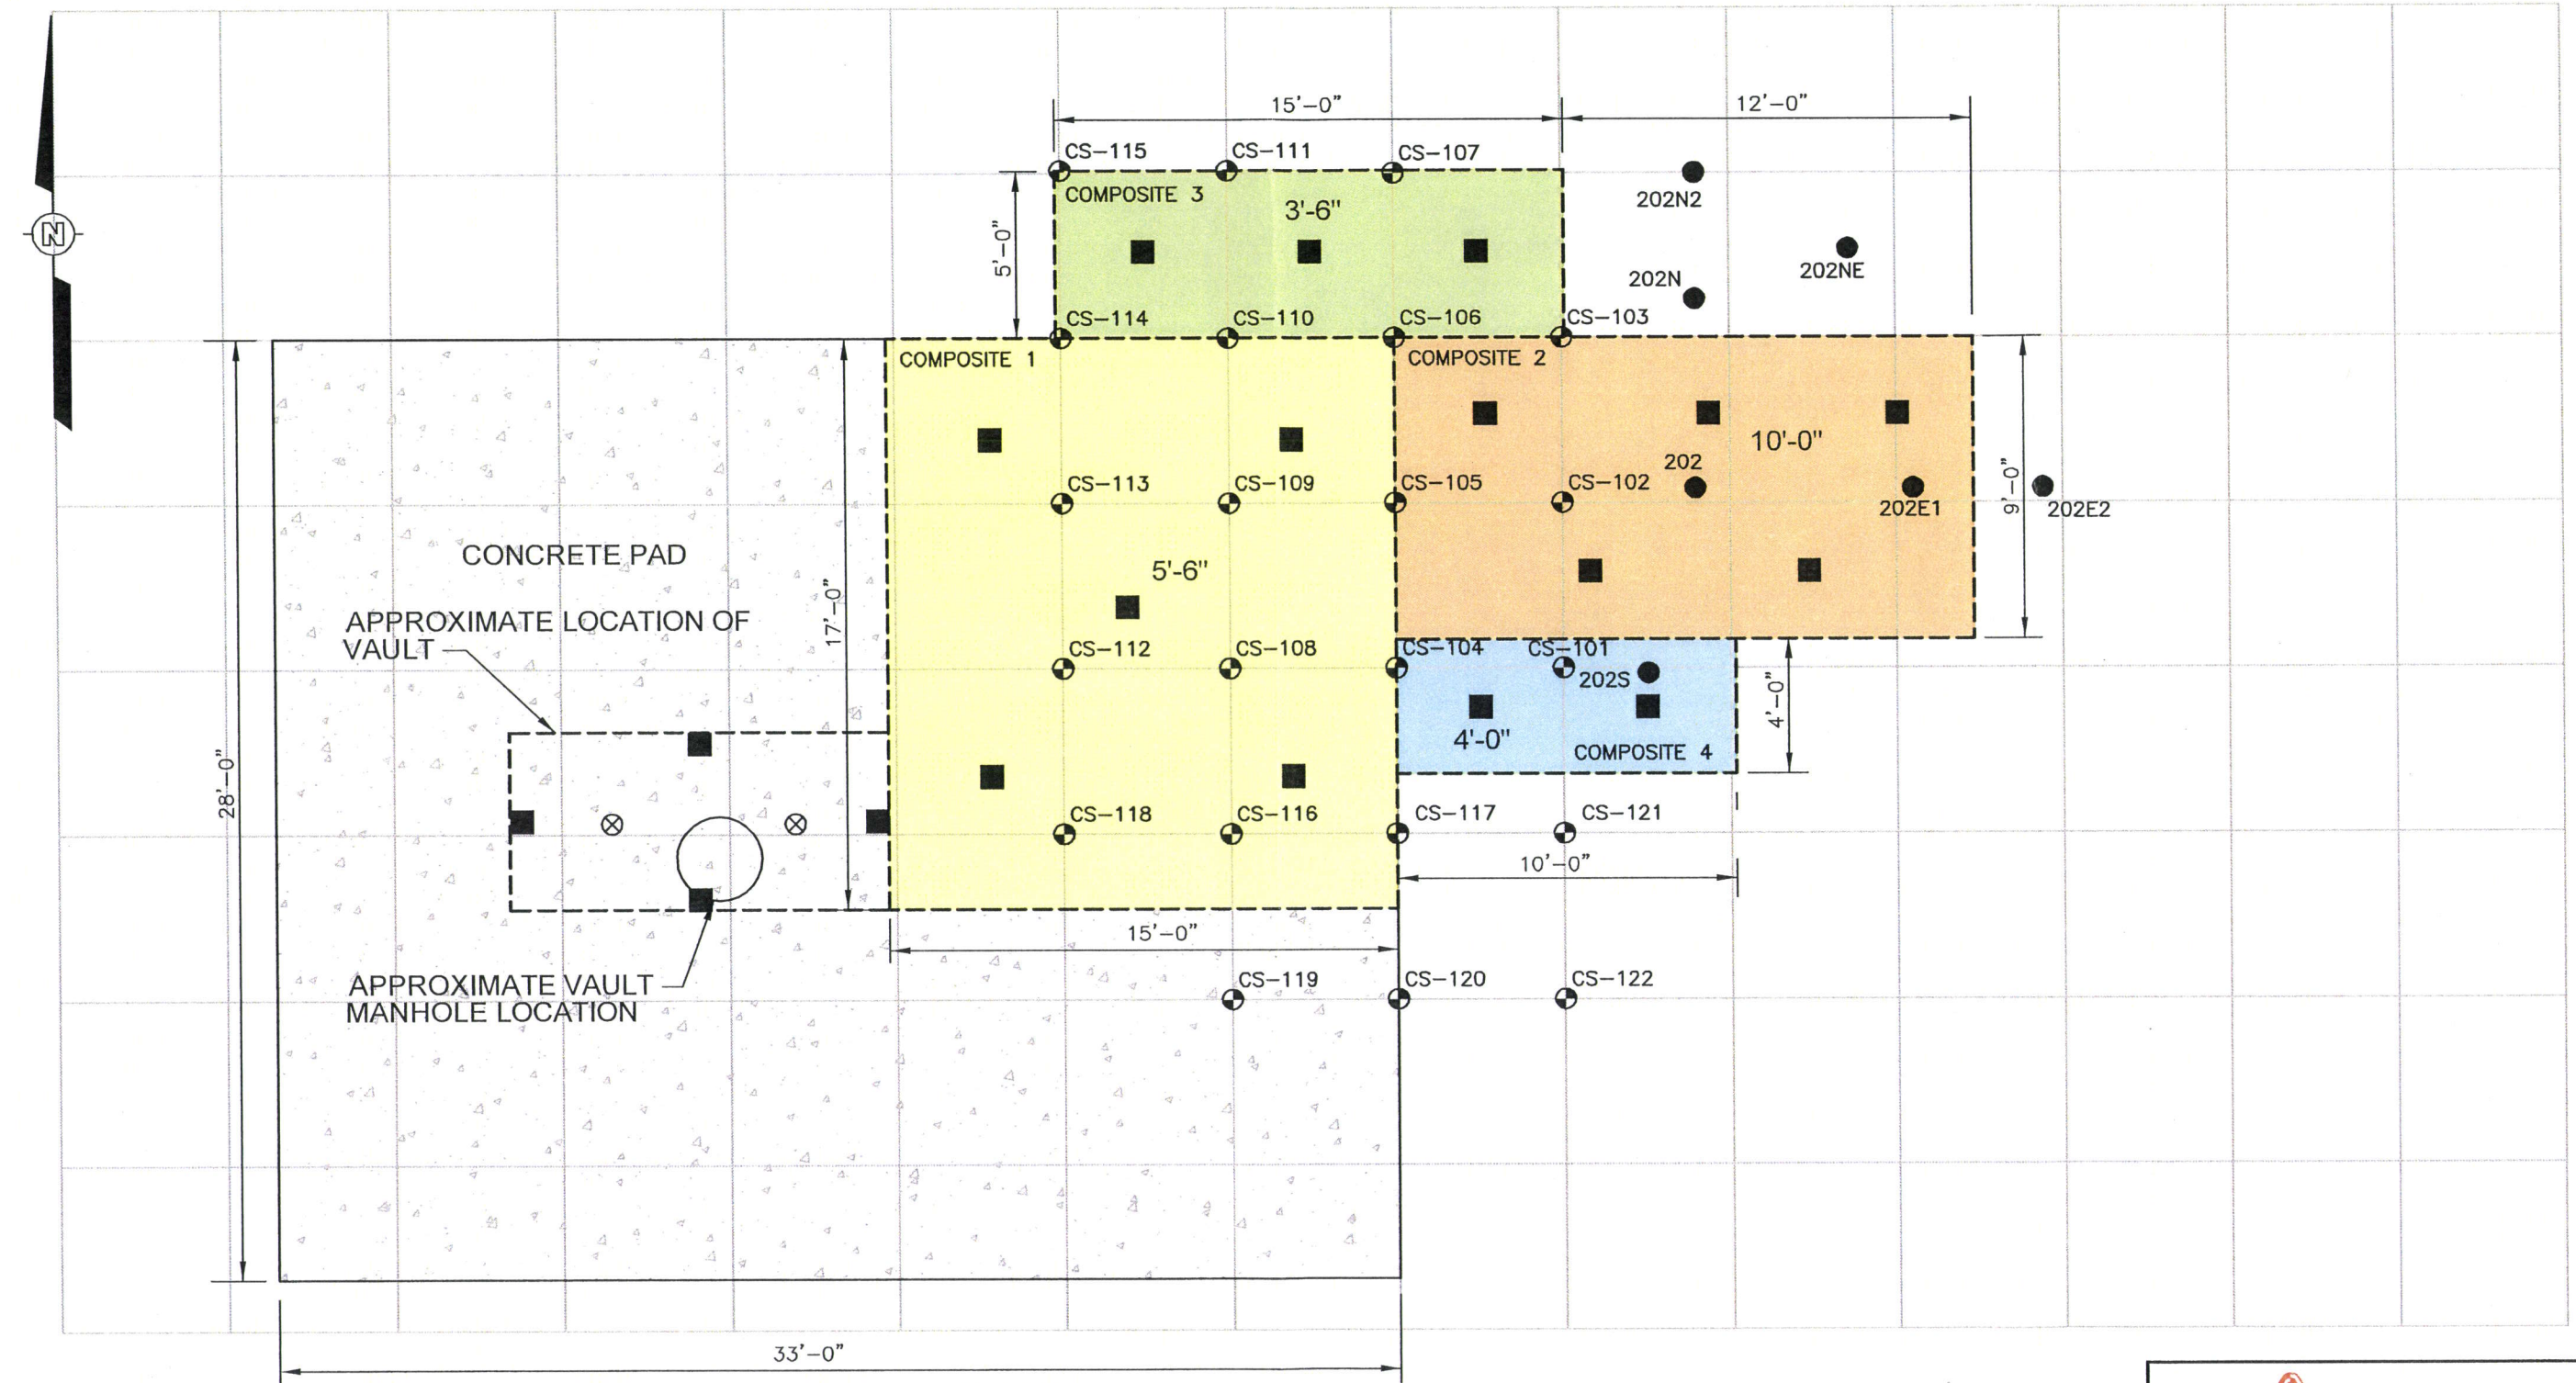 15'-0"
12'-0"
CS-115
CS-111
CS-107
COMPOSITE 3
3'-6"
202N2
5'-0"
N
202N
202NE
CS-114
CS-110
CS-106
CS-103
COMPOSITE 1
COMPOSITE 2
10'-0"
202
CS-113
CS-109
CS-105
CS-102
202E1
9'-0"
202E2
CONCRETE PAD
5'-6"
APPROXIMATE LOCATION OF
VAULT
17'-0"
CS-112
CS-108
CS-104
CS-101
202S
4'-0"
4'-0"
COMPOSITE 4
28'-0"
CS-118
CS-116
CS-117
CS-121
10'-0"
15'-0"
APPROXIMATE VAULT
MANHOLE LOCATION
CS-119
CS-120
CS-122
33'-0"